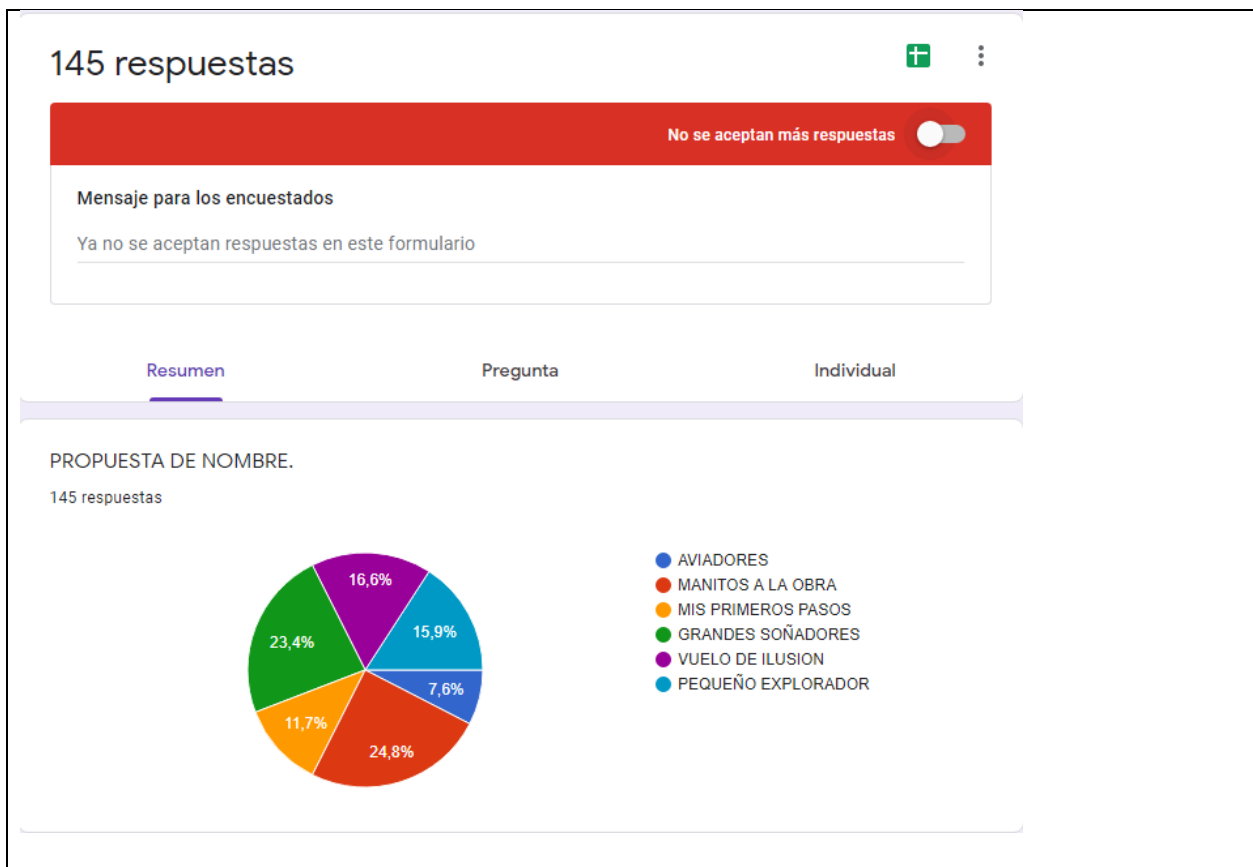 145 respuestas
No se aceptan más respuestas
Mensaje para los encuestados
Ya no se aceptan respuestas en este formulario
Resumen
Pregunta
Individual
PROPUESTA DE NOMBRE.
145 respuestas
16,6%
15,9%
23,4%
7,6%
11,7%
24,8%
AVIADORES
MANITOS A LA OBRA
MIS PRIMEROS PASOS
GRANDES SOÑADORES
VUELO DE ILUSION
PEQUEÑO EXPLORADOR